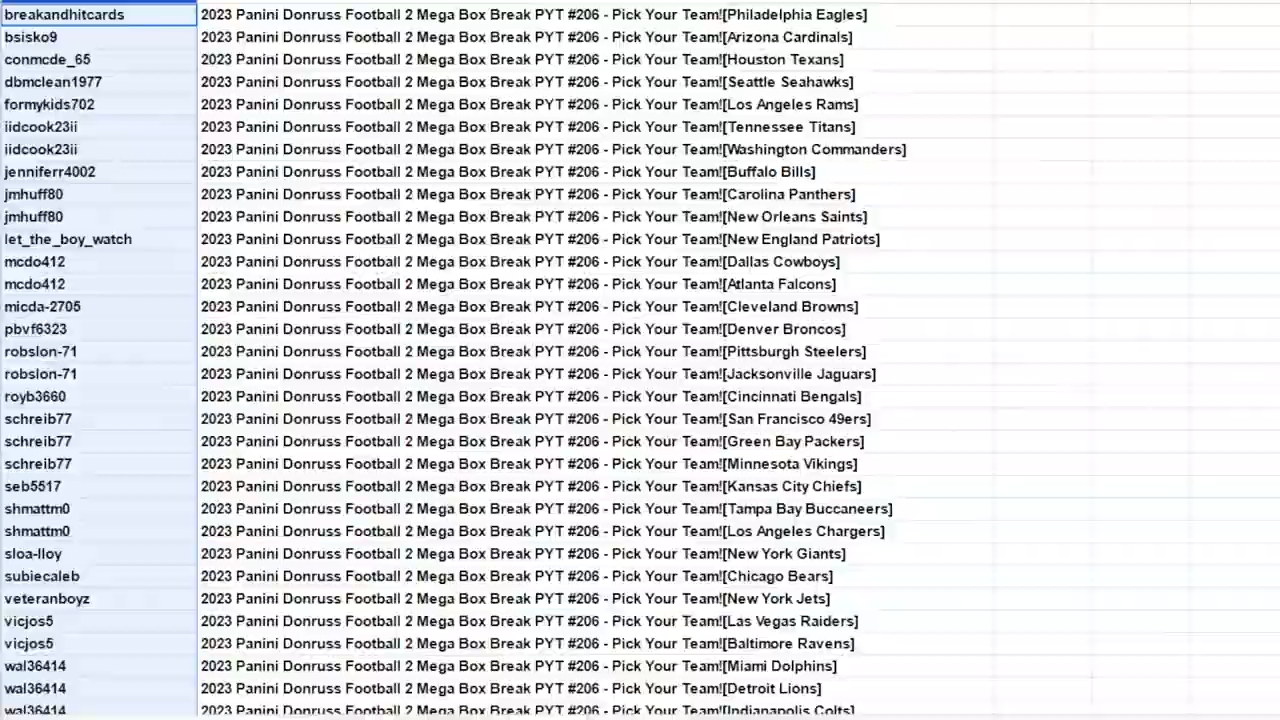 breakandhitcards 2023 Panini Donruss Football 2 Mega Box Break PYT #206 - Pick Your Team![Philadelphia Eagles]
bsisko9 2023 Panini Donruss Football 2 Mega Box Break PYT #206 - Pick Your Team![Arizona Cardinals]
conmcde_65 2023 Panini Donruss Football 2 Mega Box Break PYT #206 - Pick Your Team![Houston Texans]
dbmclean1977 2023 Panini Donruss Football 2 Mega Box Break PYT #206 - Pick Your Team![Seattle Seahawks]
formykids702 2023 Panini Donruss Football 2 Mega Box Break PYT #206 - Pick Your Team![Los Angeles Rams]
iidcook23ii 2023 Panini Donruss Football 2 Mega Box Break PYT #206 - Pick Your Team![Tennessee Titans]
iidcook23ii 2023 Panini Donruss Football 2 Mega Box Break PYT #206 - Pick Your Team![Washington Commanders]
jenniferr4002 2023 Panini Donruss Football 2 Mega Box Break PYT #206 - Pick Your Team![Buffalo Bills]
jmhuff80 2023 Panini Donruss Football 2 Mega Box Break PYT #206 - Pick Your Team![Carolina Panthers]
jmhuff80 2023 Panini Donruss Football 2 Mega Box Break PYT #206 - Pick Your Team![New Orleans Saints]
let_the_boy_watch 2023 Panini Donruss Football 2 Mega Box Break PYT #206 - Pick Your Team![New England Patriots]
mcdo412 2023 Panini Donruss Football 2 Mega Box Break PYT #206 - Pick Your Team![Dallas Cowboys]
mcdo412 2023 Panini Donruss Football 2 Mega Box Break PYT #206 - Pick Your Team![Atlanta Falcons]
micda-2705 2023 Panini Donruss Football 2 Mega Box Break PYT #206 - Pick Your Team![Cleveland Browns]
pbvf6323 2023 Panini Donruss Football 2 Mega Box Break PYT #206 - Pick Your Team![Denver Broncos]
robslon-71 2023 Panini Donruss Football 2 Mega Box Break PYT #206 - Pick Your Team![Pittsburgh Steelers]
robslon-71 2023 Panini Donruss Football 2 Mega Box Break PYT #206 - Pick Your Team![Jacksonville Jaguars]
royb3660 2023 Panini Donruss Football 2 Mega Box Break PYT #206 - Pick Your Team![Cincinnati Bengals]
schreib77 2023 Panini Donruss Football 2 Mega Box Break PYT #206 - Pick Your Team![San Francisco 49ers]
schreib77 2023 Panini Donruss Football 2 Mega Box Break PYT #206 - Pick Your Team![Green Bay Packers]
schreib77 2023 Panini Donruss Football 2 Mega Box Break PYT #206 - Pick Your Team![Minnesota Vikings]
seb5517 2023 Panini Donruss Football 2 Mega Box Break PYT #206 - Pick Your Team![Kansas City Chiefs]
shmattm0 2023 Panini Donruss Football 2 Mega Box Break PYT #206 - Pick Your Team![Tampa Bay Buccaneers]
shmattm0 2023 Panini Donruss Football 2 Mega Box Break PYT #206 - Pick Your Team![Los Angeles Chargers]
sloa-lloy 2023 Panini Donruss Football 2 Mega Box Break PYT #206 - Pick Your Team![New York Giants]
subiecaleb 2023 Panini Donruss Football 2 Mega Box Break PYT #206 - Pick Your Team![Chicago Bears]
veteranboyz 2023 Panini Donruss Football 2 Mega Box Break PYT #206 - Pick Your Team![New York Jets]
vicjos5 2023 Panini Donruss Football 2 Mega Box Break PYT #206 - Pick Your Team![Las Vegas Raiders]
vicjos5 2023 Panini Donruss Football 2 Mega Box Break PYT #206 - Pick Your Team![Baltimore Ravens]
wal36414 2023 Panini Donruss Football 2 Mega Box Break PYT #206 - Pick Your Team![Miami Dolphins]
wal36414 2023 Panini Donruss Football 2 Mega Box Break PYT #206 - Pick Your Team![Detroit Lions]
wal36414 2023 Panini Donruss Football 2 Mega Box Break PYT #206 - Pick Your Team![Indianapolis Colts]